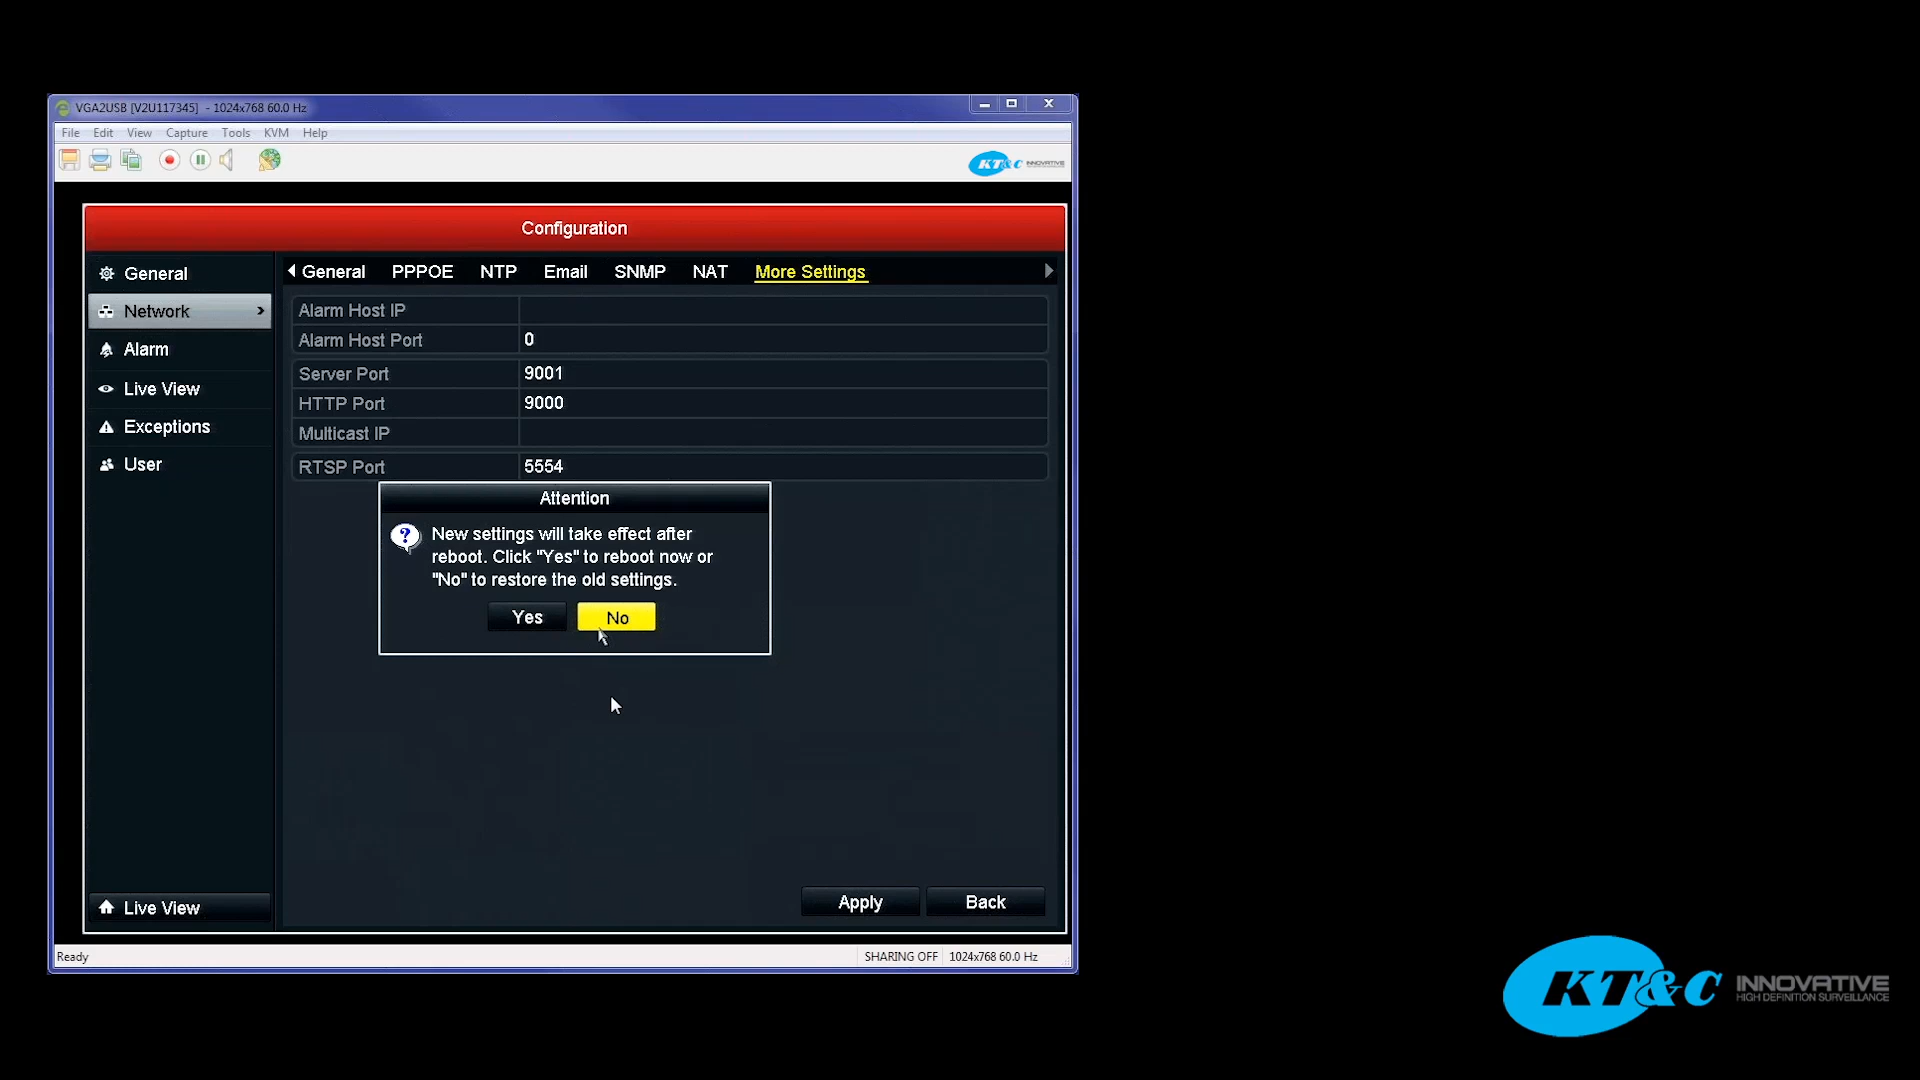 VGA2USB [V2U117345] - 1024x768 60.0 Hz
File Edit View Capture Tools KVM Help
KT&C INNOVATIVE
Configuration
General
Network
Alarm
Live View
Exceptions
User
Live View
General PPPOE NTP Email SNMP NAT More Settings
Alarm Host IP
Alarm Host Port 0
Server Port 9001
HTTP Port 9000
Multicast IP
RTSP Port 5554
Attention
?
New settings will take effect after
reboot. Click "Yes" to reboot now or
"No" to restore the old settings.
Yes No
Apply Back
Ready SHARING OFF 1024x768 60.0 Hz
KT&C INNOVATIVE
HIGH DEFINITION SURVEILLANCE